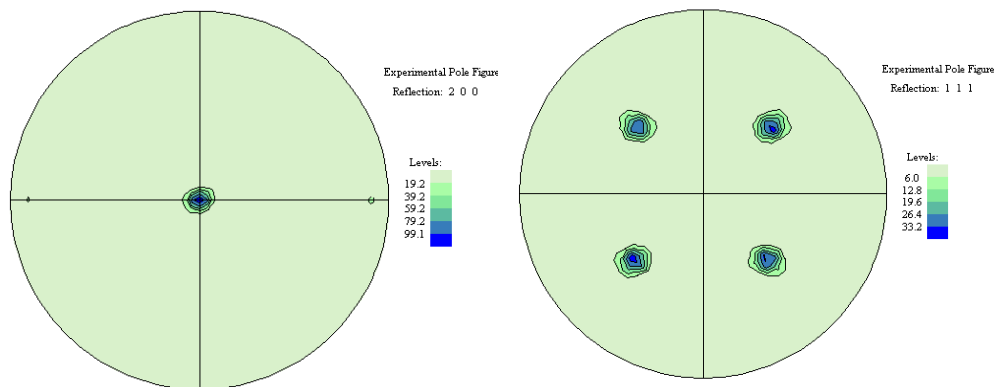 Experimental Pole Figure
Reflection: 2 0 0
Levels:
19.2
39.2
59.2
79.2
99.1
Experimental Pole Figure
Reflection: 1 1 1
Levels:
6.0
12.8
19.6
26.4
33.2